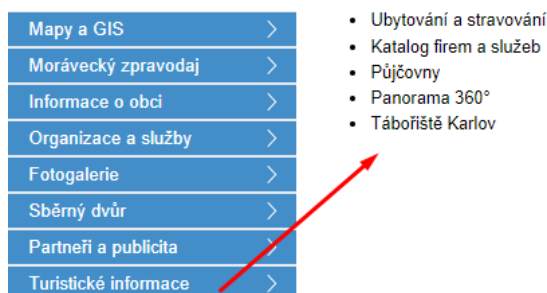 Mapy a GIS
Morávecký zpravodaj
Informace o obci
Organizace a služby
Fotogalerie
Sběrný dvůr
Partneři a publicita
Turistické informace
Ubytování a stravování
Katalog firem a služeb
Půjčovny
Panorama 360°
Tábořiště Karlov